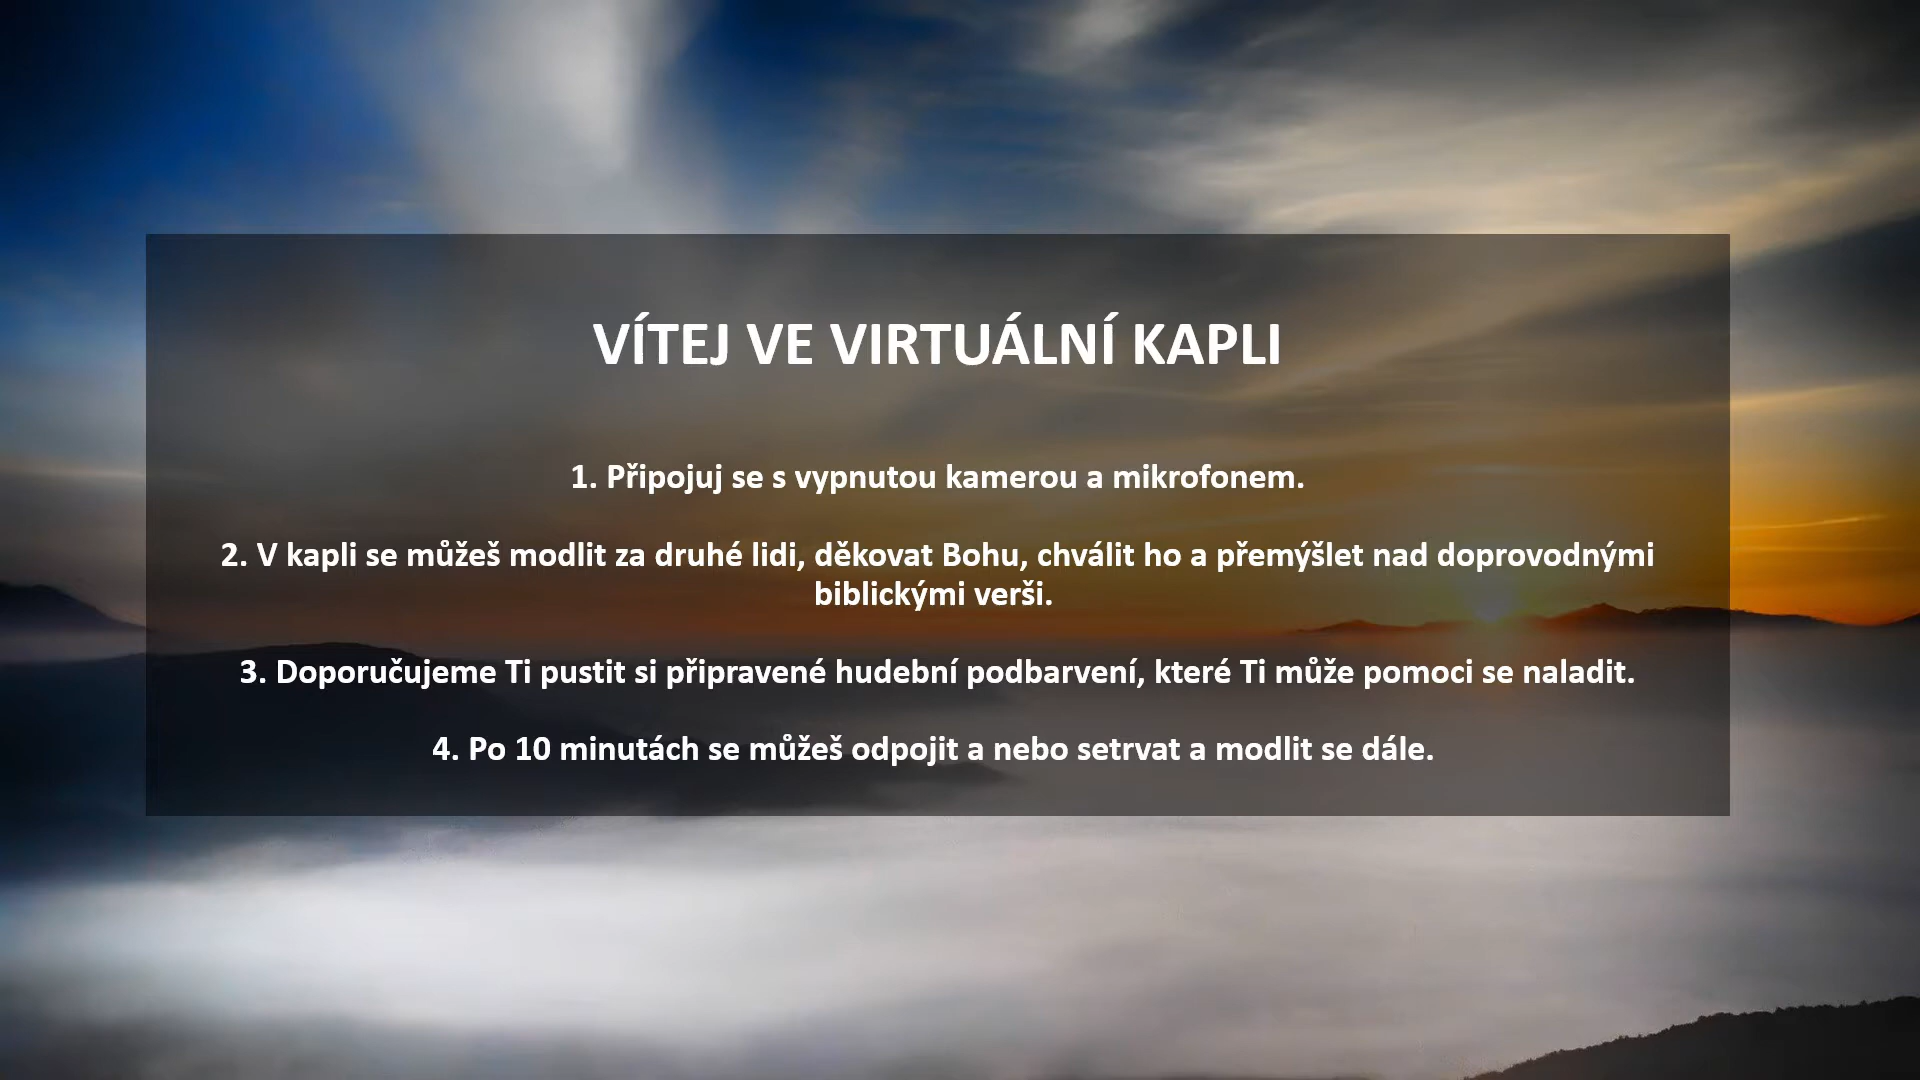 VÍTEJ VE VIRTUÁLNÍ KAPLI
1. Připojuj se s vypnutou kamerou a mikrofonem.
2. V kapli se můžeš modlit za druhé lidi, děkovat Bohu, chválit ho a přemýšlet nad doprovodnými
biblickými verši.
3. Doporučujeme Ti pustit si připravené hudební podbarvení, které Ti může pomoci se naladit.
4. Po 10 minutách se můžeš odpojit a nebo setrvat a modlit se dále.